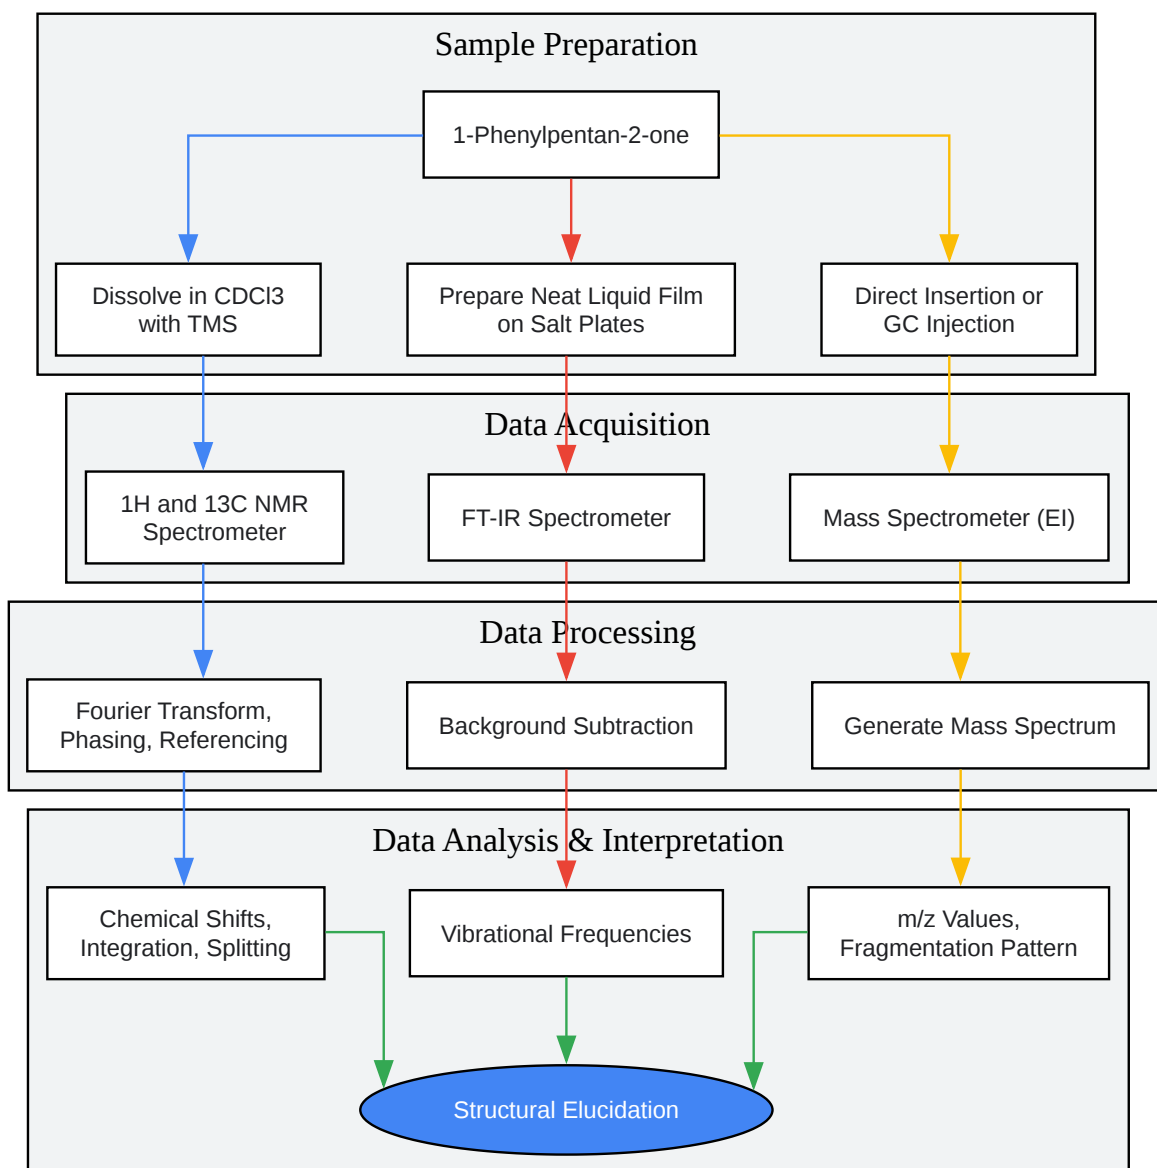 Sample Preparation
1-Phenylpentan-2-one
Dissolve in CDCl3
with TMS
Prepare Neat Liquid Film
on Salt Plates
Direct Insertion or
GC Injection
Data Acquisition
1H and 13C NMR
Spectrometer
FT-IR Spectrometer
Mass Spectrometer (EI)
Data Processing
Fourier Transform,
Phasing, Referencing
Background Subtraction
Generate Mass Spectrum
Data Analysis & Interpretation
Chemical Shifts,
Integration, Splitting
Vibrational Frequencies
m/z Values,
Fragmentation Pattern
Structural Elucidation